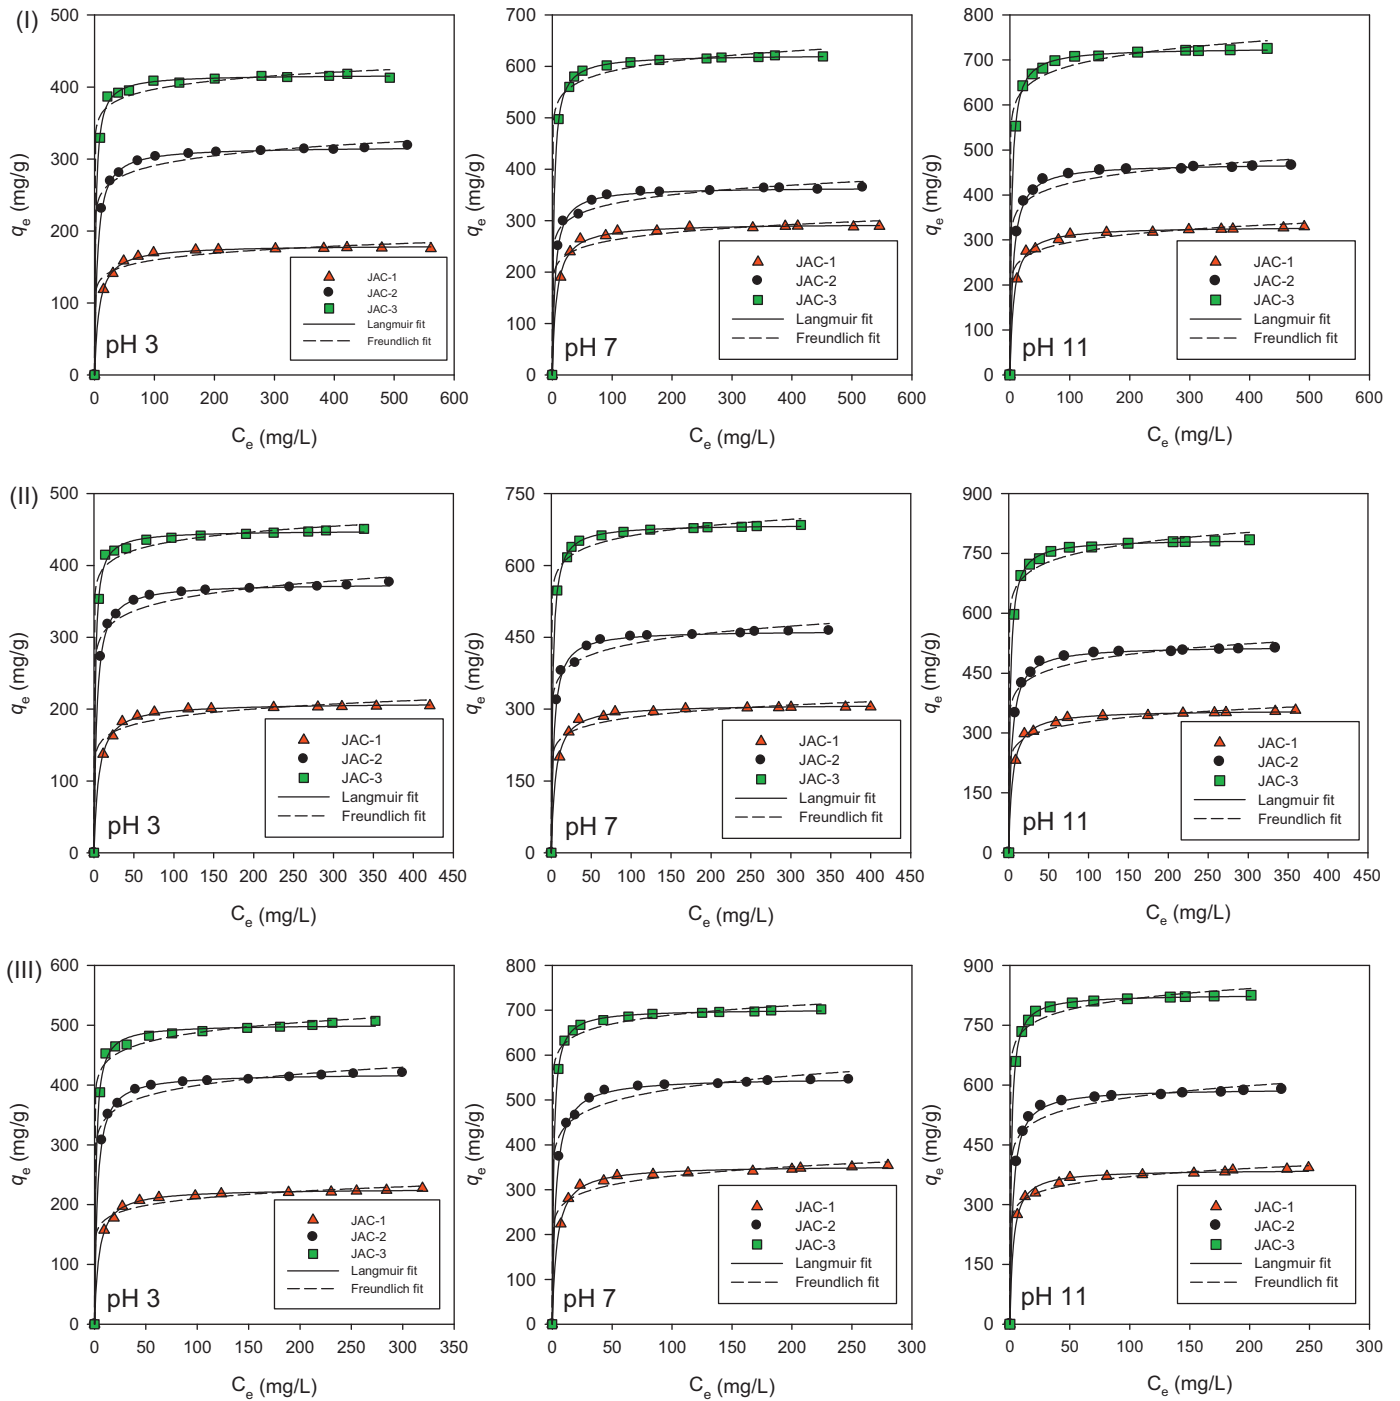 (I)
500
400
300
200
100
0
qe (mg/g)
0 100 200 300 400 500 600
Ce (mg/L)
pH 3
JAC-1
JAC-2
JAC-3
Langmuir fit
Freundlich fit
700
600
500
400
300
200
100
0
qe (mg/g)
0 100 200 300 400 500 600
Ce (mg/L)
pH 7
JAC-1
JAC-2
JAC-3
Langmuir fit
Freundlich fit
800
700
600
500
400
300
200
100
0
qe (mg/g)
0 100 200 300 400 500 600
Ce (mg/L)
pH 11
JAC-1
JAC-2
JAC-3
Langmuir fit
Freundlich fit
(II)
500
400
300
200
100
0
qe (mg/g)
0 50 100 150 200 250 300 350 400 450
Ce (mg/L)
pH 3
JAC-1
JAC-2
JAC-3
Langmuir fit
Freundlich fit
750
600
450
300
150
0
qe (mg/g)
0 50 100 150 200 250 300 350 400 450
Ce (mg/L)
pH 7
JAC-1
JAC-2
JAC-3
Langmuir fit
Freundlich fit
900
750
600
450
300
150
0
qe (mg/g)
0 50 100 150 200 250 300 350 400 450
Ce (mg/L)
pH 11
JAC-1
JAC-2
JAC-3
Langmuir fit
Freundlich fit
(III)
600
500
400
300
200
100
0
qe (mg/g)
0 50 100 150 200 250 300 350
Ce (mg/L)
pH 3
JAC-1
JAC-2
JAC-3
Langmuir fit
Freundlich fit
800
700
600
500
400
300
200
100
0
qe (mg/g)
0 50 100 150 200 250 300
Ce (mg/L)
pH 7
JAC-1
JAC-2
JAC-3
Langmuir fit
Freundlich fit
900
750
600
450
300
150
0
qe (mg/g)
0 50 100 150 200 250 300
Ce (mg/L)
pH 11
JAC-1
JAC-2
JAC-3
Langmuir fit
Freundlich fit